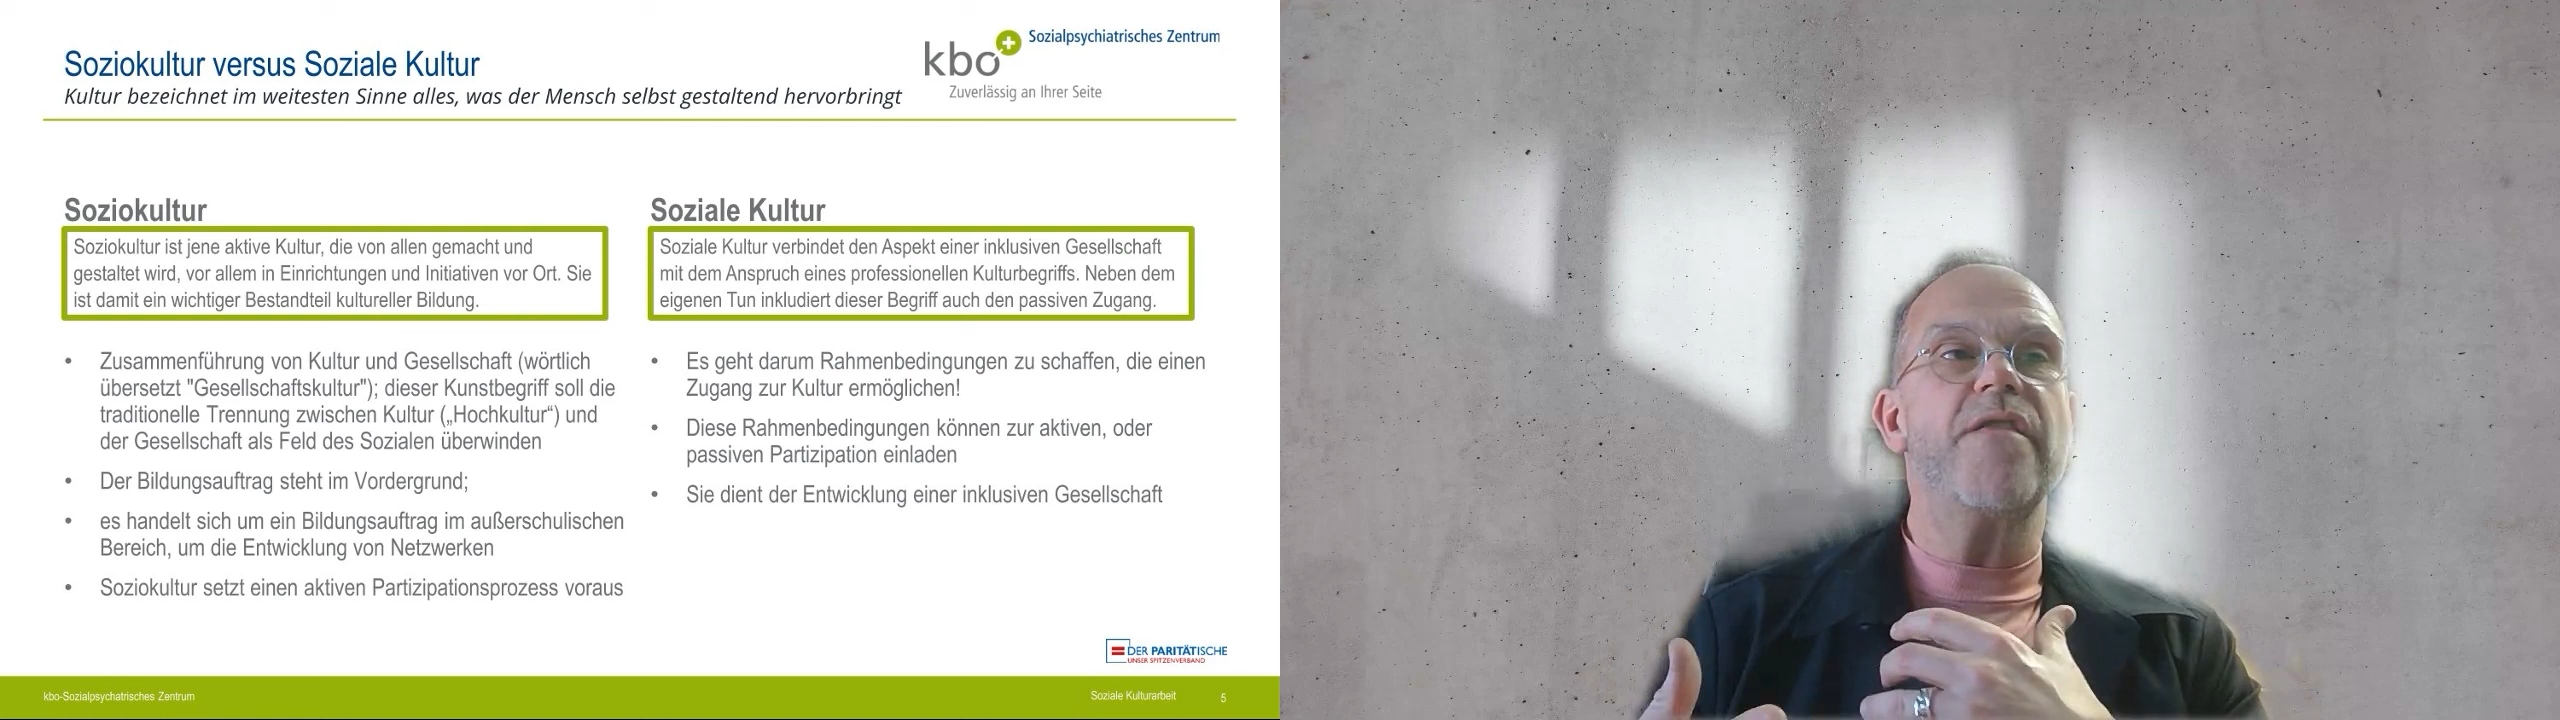 Soziokultur versus Soziale Kultur
Kultur bezeichnet im weitesten Sinne alles, was der Mensch selbst gestaltend hervorbringt
kbo
Sozialpsychiatrisches Zentrum
Zuverlässig an Ihrer Seite
Soziokultur
Soziokultur ist jene aktive Kultur, die von allen gemacht und
gestaltet wird, vor allem in Einrichtungen und Initiativen vor Ort. Sie
ist damit ein wichtiger Bestandteil kultureller Bildung.
• Zusammenführung von Kultur und Gesellschaft (wörtlich
übersetzt "Gesellschaftskultur"); dieser Kunstbegriff soll die
traditionelle Trennung zwischen Kultur („Hochkultur“) und
der Gesellschaft als Feld des Sozialen überwinden
• Der Bildungsauftrag steht im Vordergrund;
• es handelt sich um ein Bildungsauftrag im außerschulischen
Bereich, um die Entwicklung von Netzwerken
• Soziokultur setzt einen aktiven Partizipationsprozess voraus
Soziale Kultur
Soziale Kultur verbindet den Aspekt einer inklusiven Gesellschaft
mit dem Anspruch eines professionellen Kulturbegriffs. Neben dem
eigenen Tun inkludiert dieser Begriff auch den passiven Zugang.
• Es geht darum Rahmenbedingungen zu schaffen, die einen
Zugang zur Kultur ermöglichen!
• Diese Rahmenbedingungen können zur aktiven, oder
passiven Partizipation einladen
• Sie dient der Entwicklung einer inklusiven Gesellschaft
DER PARITÄTISCHE
UNSER SPITZENVERBAND
kbo-Sozialpsychatrisches Zentrum
Soziale Kulturarbeit
5